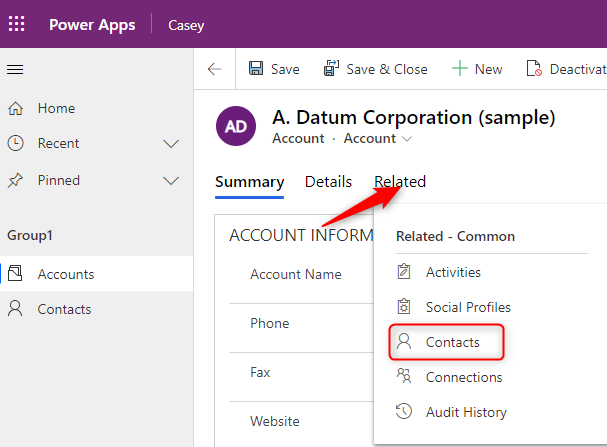 Power Apps Casey
Save Save & Close New Deactivat
AD
A. Datum Corporation (sample)
Account · Account
Home
Recent
Pinned
Group1
Accounts
Contacts
Summary Details Related
ACCOUNT INFORM
Account Name
Phone
Fax
Website
Related - Common
Activities
Social Profiles
Contacts
Connections
Audit History